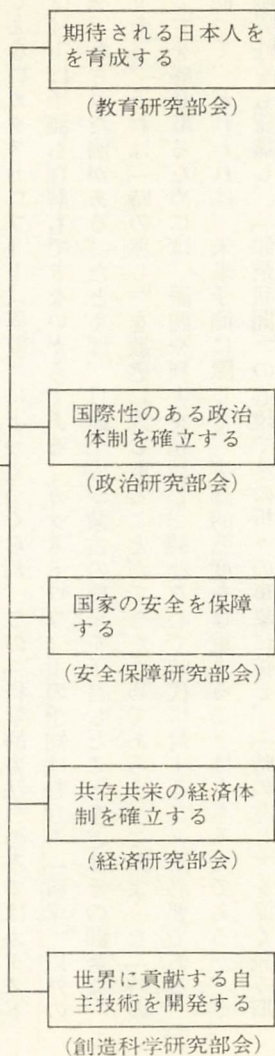 期待される日本人を
を育成する
(教育研究部会)
国際性のある政治
体制を確立する
(政治研究部会)
国家の安全を保障
する
(安全保障研究部会)
共存共栄の経済体
制を確立する
(経済研究部会)
世界に貢献する自
主技術を開発する
(創造科学研究部会)